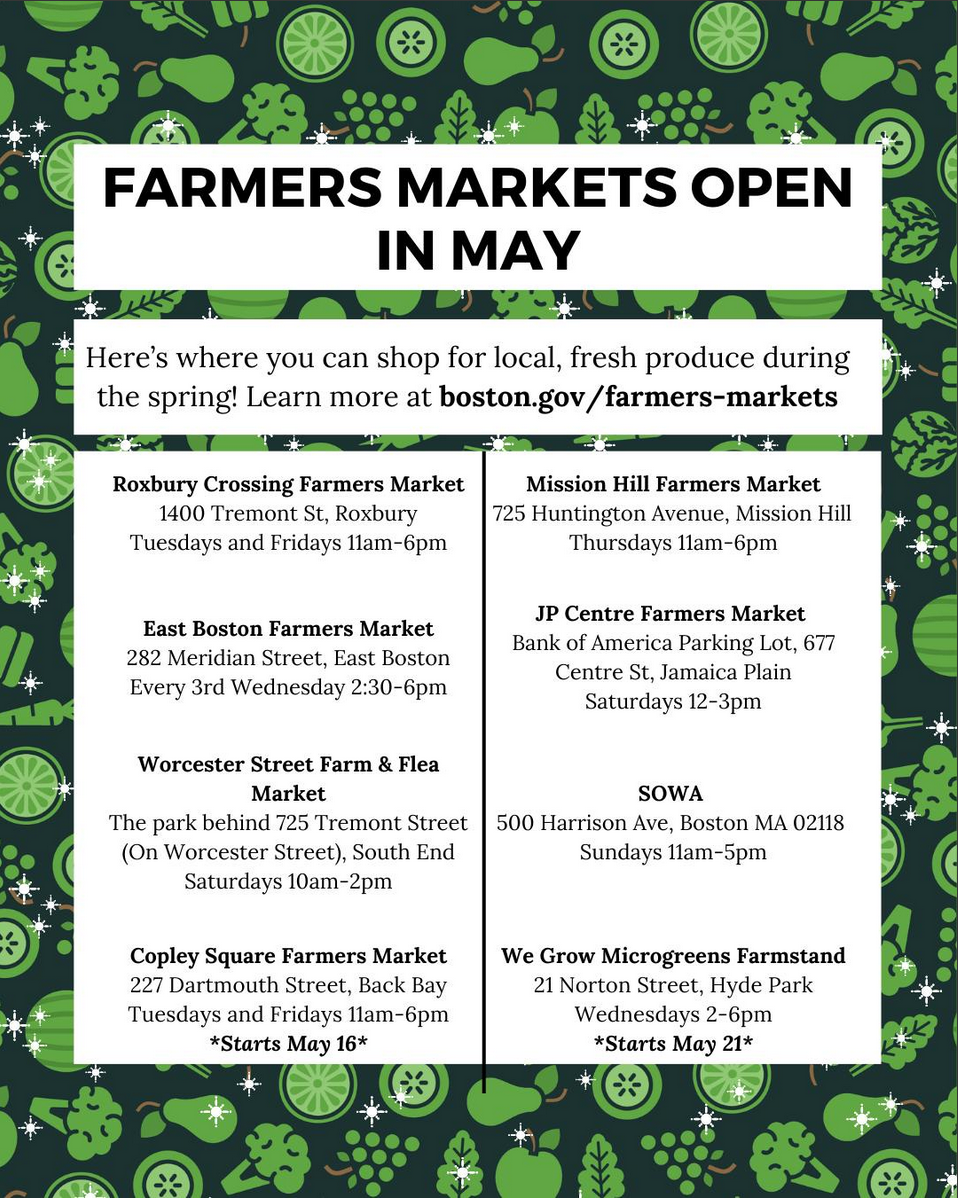 FARMERS MARKETS OPEN
IN MAY
Here's where you can shop for local, fresh produce during
the spring! Learn more at boston.gov/farmers-markets
Roxbury Crossing Farmers Market
1400 Tremont St, Roxbury
Tuesdays and Fridays 11am-6pm
East Boston Farmers Market
282 Meridian Street, East Boston
Every 3rd Wednesday 2:30-6pm
Worcester Street Farm & Flea
Market
The park behind 725 Tremont Street
(On Worcester Street), South End
Saturdays 10am-2pm
Copley Square Farmers Market
227 Dartmouth Street, Back Bay
Tuesdays and Fridays 11am-6pm
*Starts May 16*
Mission Hill Farmers Market
725 Huntington Avenue, Mission Hill
Thursdays 11am-6pm
JP Centre Farmers Market
Bank of America Parking Lot, 677
Centre St, Jamaica Plain
Saturdays 12-3pm
SOWA
500 Harrison Ave, Boston MA 02118
Sundays 11am-5pm
We Grow Microgreens Farmstand
21 Norton Street, Hyde Park
Wednesdays 2-6pm
*Starts May 21*